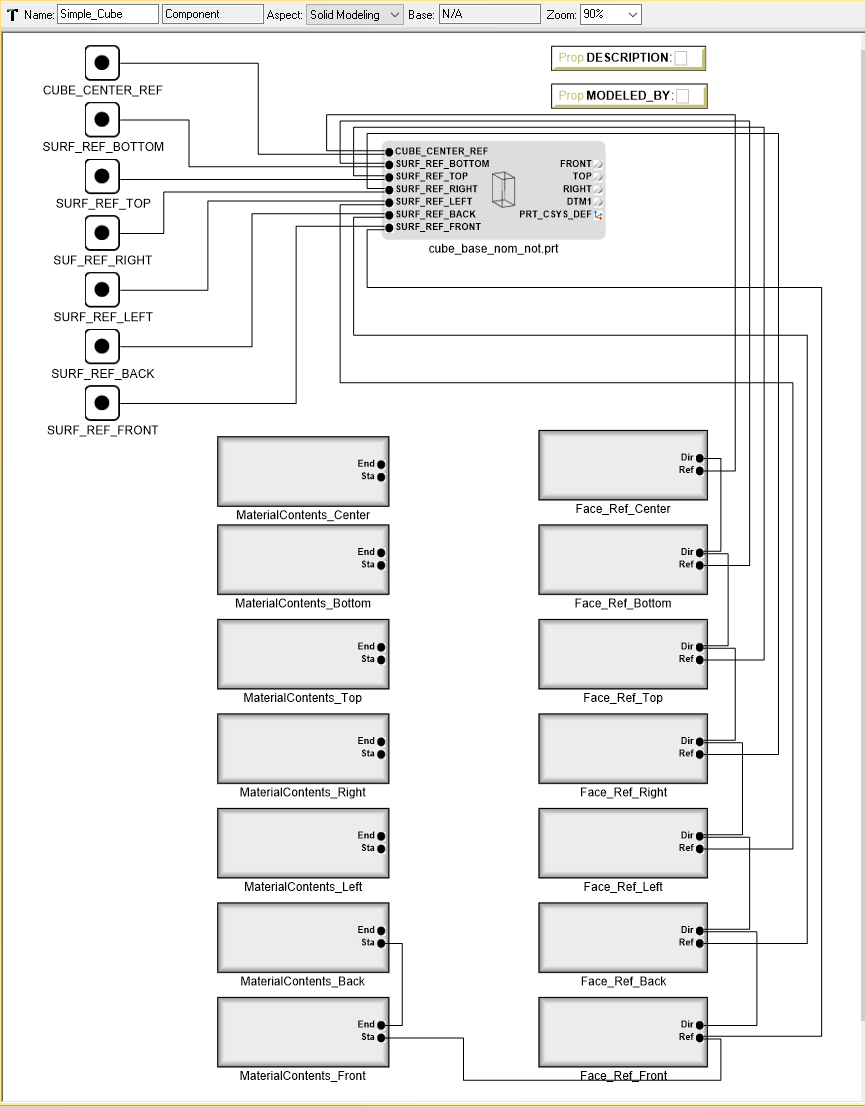 T Name: Simple_Cube Component Aspect: Solid Modeling Base: N/A Zoom: 90%
Prop DESCRIPTION:
Prop MODELED_BY:
CUBE_CENTER_REF
SURF_REF_BOTTOM
SURF_REF_TOP
SUF_REF_RIGHT
SURF_REF_LEFT
SURF_REF_BACK
SURF_REF_FRONT
CUBE_CENTER_REF
SURF_REF_BOTTOM
SURF_REF_TOP
SURF_REF_RIGHT
SURF_REF_LEFT
SURF_REF_BACK
SURF_REF_FRONT
FRONT
TOP
RIGHT
DTM1
PRT_CSYS_DEF
cube_base_nom_not.prt
End
Sta
MaterialContents_Center
End
Sta
MaterialContents_Bottom
End
Sta
MaterialContents_Top
End
Sta
MaterialContents_Right
End
Sta
MaterialContents_Left
End
Sta
MaterialContents_Back
End
Sta
MaterialContents_Front
Dir
Ref
Face_Ref_Center
Dir
Ref
Face_Ref_Bottom
Dir
Ref
Face_Ref_Top
Dir
Ref
Face_Ref_Right
Dir
Ref
Face_Ref_Left
Dir
Ref
Face_Ref_Back
Dir
Ref
Face_Ref_Front